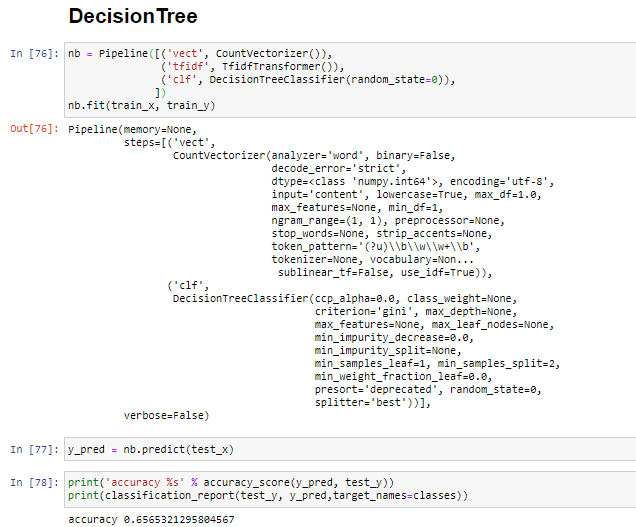 DecisionTree
In [76]: nb = Pipeline([('vect', CountVectorizer()),
('tfidf', TfidfTransformer()),
('clf', DecisionTreeClassifier(random_state=0)),
])
nb.fit(train_x, train_y)
Out[76]: Pipeline(memory=None,
steps=[('vect',
CountVectorizer(analyzer='word', binary=False,
decode_error='strict',
dtype=<class 'numpy.int64'>, encoding='utf-8',
input='content', lowercase=True, max_df=1.0,
max_features=None, min_df=1,
ngram_range=(1, 1), preprocessor=None,
stop_words=None, strip_accents=None,
token_pattern='(?u)\\b\\w\\w+\\b',
tokenizer=None, vocabulary=Non...
sublinear_tf=False, use_idf=True)),
('clf',
DecisionTreeClassifier(ccp_alpha=0.0, class_weight=None,
criterion='gini', max_depth=None,
max_features=None, max_leaf_nodes=None,
min_impurity_decrease=0.0,
min_impurity_split=None,
min_samples_leaf=1, min_samples_split=2,
min_weight_fraction_leaf=0.0,
presort='deprecated', random_state=0,
splitter='best'))],
verbose=False)
In [77]: y_pred = nb.predict(test_x)
In [78]: print('accuracy %s' % accuracy_score(y_pred, test_y))
print(classification_report(test_y, y_pred,target_names=classes))
accuracy 0.6565321295804567